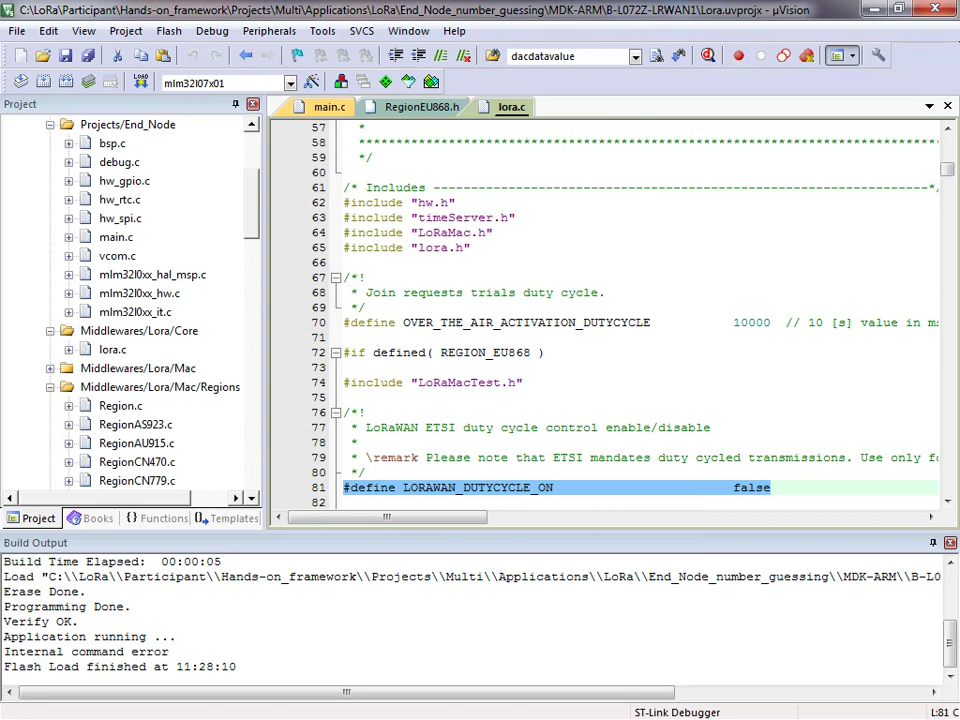 C:\LoRa\Participant\Hands-on_framework\Projects\Multi\Applications\LoRa\End_Node_number_guessing\MDK-ARM\B-L072Z-LRWAN1\Lora.uvprojx - µVision
File Edit View Project Flash Debug Peripherals Tools SVCS Window Help
dacdatavalue
LOAD mlm32l07x01
Project
main.c RegionEU868.h lora.c
Projects/End_Node
bsp.c
debug.c
hw_gpio.c
hw_rtc.c
hw_spi.c
main.c
vcom.c
mlm32l0xx_hal_msp.c
mlm32l0xx_hw.c
mlm32l0xx_it.c
Middlewares/Lora/Core
lora.c
Middlewares/Lora/Mac
Middlewares/Lora/Mac/Regions
Region.c
RegionAS923.c
RegionAU915.c
RegionCN470.c
RegionCN779.c
Project Books {} Functions Templates
57 *
58 ********************************************************************************
59 */
60
61 /* Includes -------------------------------------------------------------------*/
62 #include "hw.h"
63 #include "timeServer.h"
64 #include "LoRaMac.h"
65 #include "lora.h"
66
67 /*!
68 * Join requests trials duty cycle.
69 */
70 #define OVER_THE_AIR_ACTIVATION_DUTYCYCLE 10000 // 10 [s] value in ms
71
72 #if defined( REGION_EU868 )
73
74 #include "LoRaMacTest.h"
75
76 /*!
77 * LoRaWAN ETSI duty cycle control enable/disable
78 *
79 * \remark Please note that ETSI mandates duty cycled transmissions. Use only fo
80 */
81 #define LORAWAN_DUTYCYCLE_ON false
82
Build Output
Build Time Elapsed: 00:00:05
Load "C:\\LoRa\\Participant\\Hands-on_framework\\Projects\\Multi\\Applications\\LoRa\\End_Node_number_guessing\\MDK-ARM\\B-L0
Erase Done.
Programming Done.
Verify OK.
Application running ...
Internal command error
Flash Load finished at 11:28:10
ST-Link Debugger L:81 C